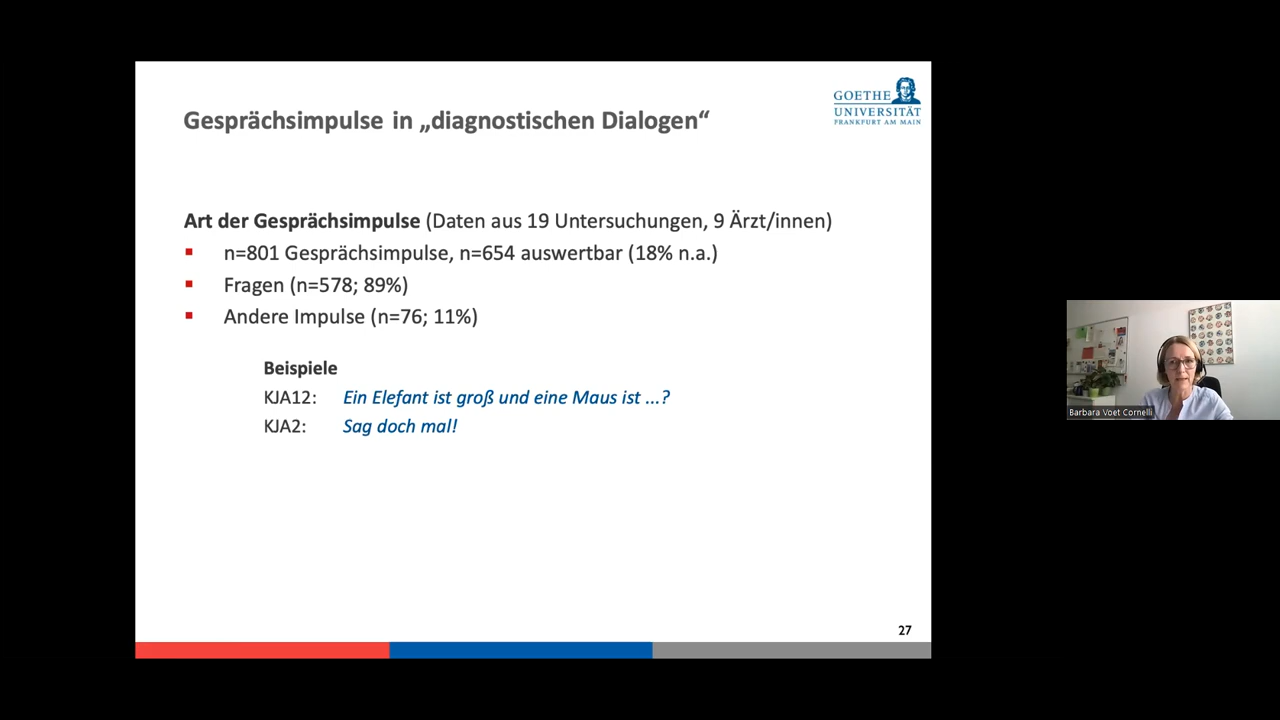 Gesprächsimpulse in „diagnostischen Dialogen“
GOETHE
UNIVERSITÄT
FRANKFURT AM MAIN
Art der Gesprächsimpulse (Daten aus 19 Untersuchungen, 9 Ärzt/innen)
n=801 Gesprächsimpulse, n=654 auswertbar (18% n.a.)
Fragen (n=578; 89%)
Andere Impulse (n=76; 11%)
Beispiele
KJA12: Ein Elefant ist groß und eine Maus ist ...?
KJA2: Sag doch mal!
27
Barbara Voet Cornelli